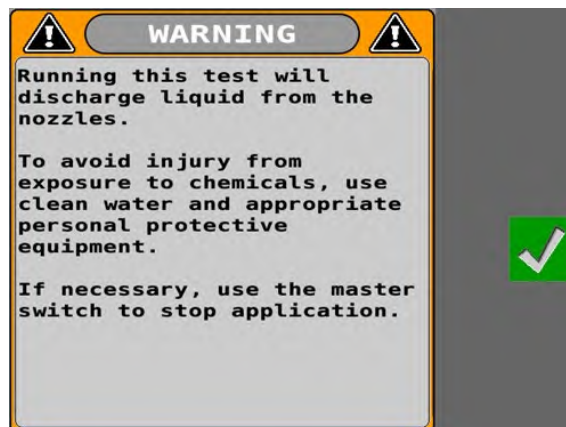 WARNING
Running this test will
discharge liquid from the
nozzles.
To avoid injury from
exposure to chemicals, use
clean water and appropriate
personal protective
equipment.
If necessary, use the master
switch to stop application.